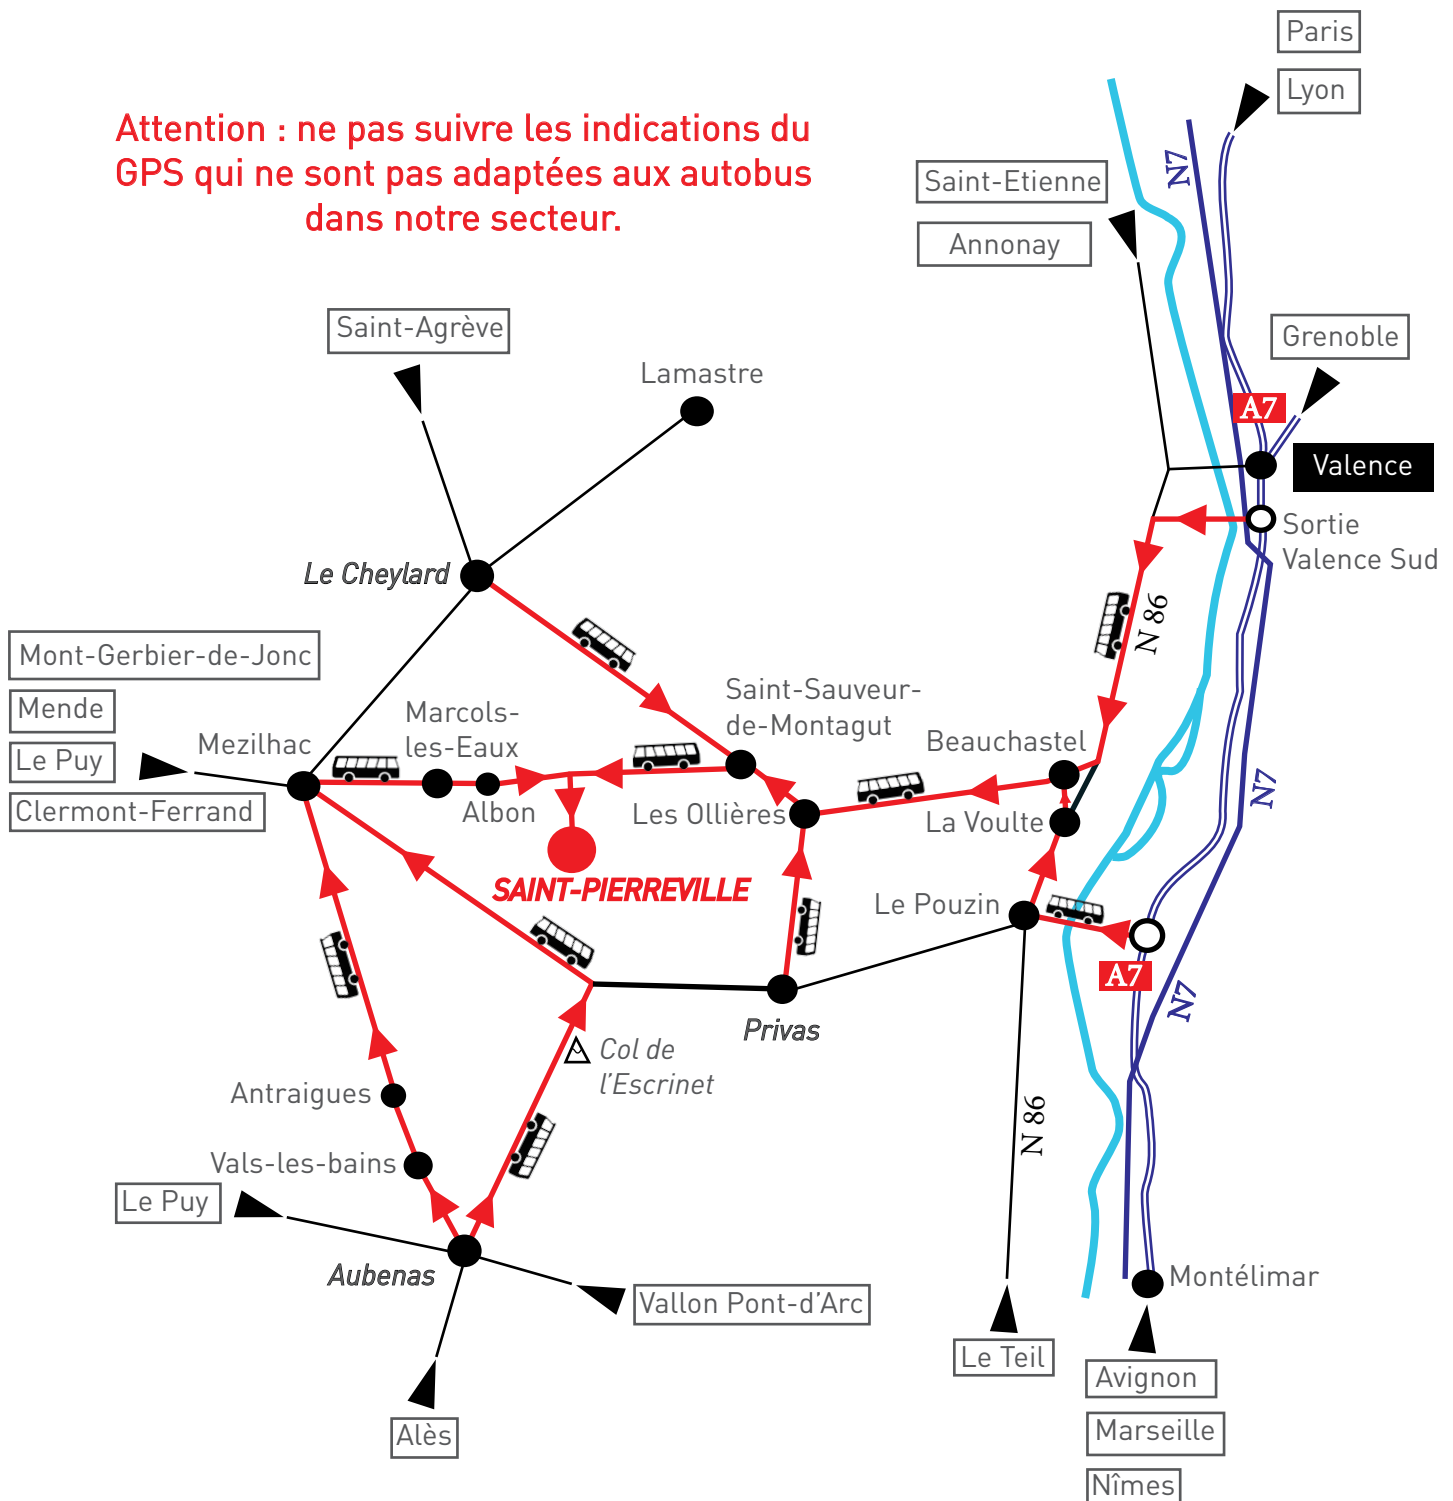 Paris
Lyon
Attention : ne pas suivre les indications du
GPS qui ne sont pas adaptées aux autobus
dans notre secteur.
N7
Saint-Etienne
Annonay
Saint-Agrève
Grenoble
Lamastre
A7
Valence
Sortie
Valence Sud
Le Cheylard
N 86
Mont-Gerbier-de-Jonc
Mende
Le Puy
Clermont-Ferrand
Mezilhac
Marcols-
les-Eaux
Saint-Sauveur-
de-Montagut
Beauchastel
N7
Albon
Les Ollières
La Voulte
SAINT-PIERREVILLE
Le Pouzin
A7
N7
Privas
Col de
l'Escrinet
Antraigues
N 86
Vals-les-bains
Le Puy
Aubenas
Montélimar
Vallon Pont-d'Arc
Le Teil
Avignon
Alès
Marseille
Nîmes